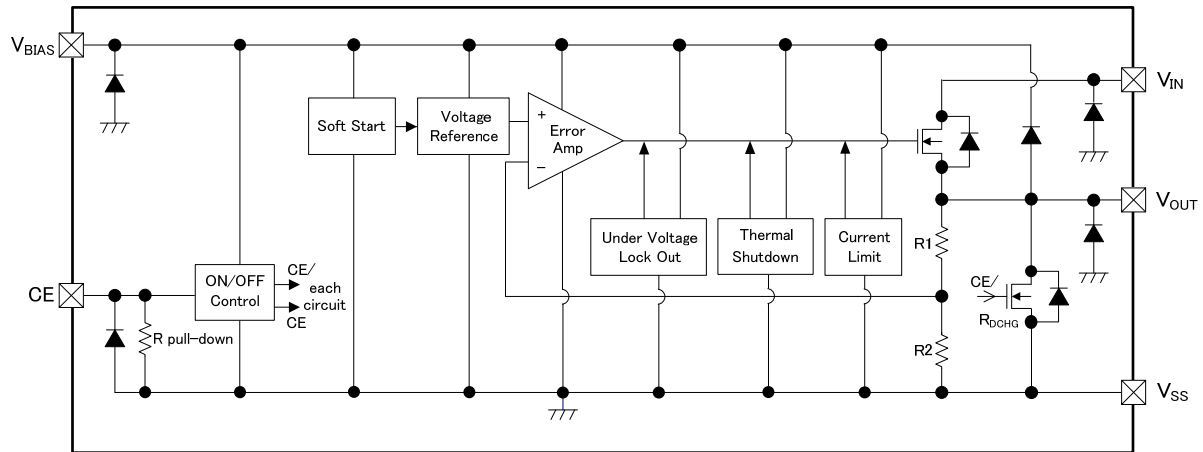 VBIAS
VIN
Soft Start
Voltage
Reference
+
Error
Amp
−
VOUT
Under Voltage
Lock Out
Thermal
Shutdown
Current
Limit
R1
CE
ON/OFF
Control
CE/
each
circuit
CE
CE/
RDCHG
R pull-down
R2
VSS